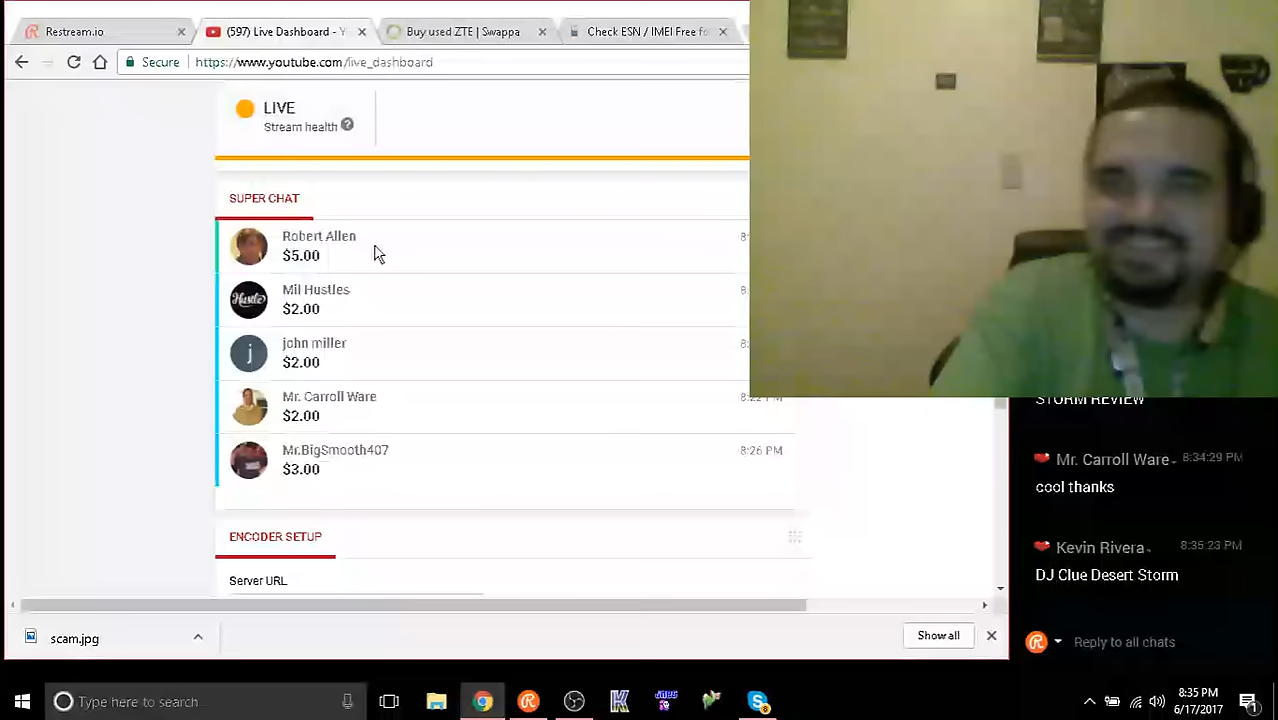 Restream.io
(597) Live Dashboard - Y
Buy used ZTE | Swappa
Check ESN / IMEI Free fo
Secure
https://www.youtube.com/live_dashboard
LIVE
Stream health
SUPER CHAT
Robert Allen
$5.00
Mil Hustles
$2.00
john miller
$2.00
Mr. Carroll Ware
$2.00
8:22 PM
Mr.BigSmooth407
8:26 PM
$3.00
ENCODER SETUP
Server URL
STORM REVIEW
Mr. Carroll Ware
8:34:29 PM
cool thanks
Kevin Rivera
8:35:23 PM
DJ Clue Desert Storm
Reply to all chats
scam.jpg
Show all
Type here to search
8:35 PM
6/17/2017